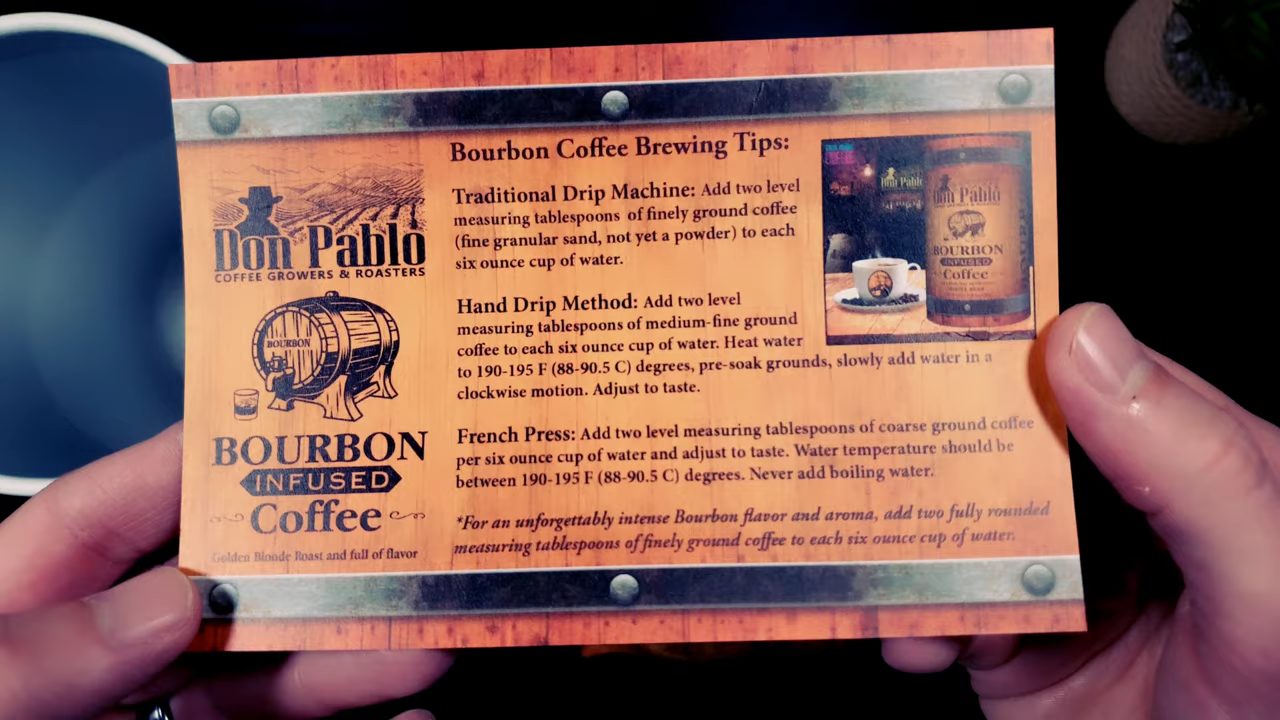 Don Pablo
COFFEE GROWERS & ROASTERS
BOURBON
BOURBON
INFUSED
Coffee
Golden Blonde Roast and full of flavor
Bourbon Coffee Brewing Tips:
Traditional Drip Machine: Add two level
measuring tablespoons of finely ground coffee
(fine granular sand, not yet a powder) to each
six ounce cup of water.
Hand Drip Method: Add two level
measuring tablespoons of medium-fine ground
coffee to each six ounce cup of water. Heat water
to 190-195 F (88-90.5 C) degrees, pre-soak grounds, slowly add water in a
clockwise motion. Adjust to taste.
French Press: Add two level measuring tablespoons of coarse ground coffee
per six ounce cup of water and adjust to taste. Water temperature should be
between 190-195 F (88-90.5 C) degrees. Never add boiling water.
*For an unforgettably intense Bourbon flavor and aroma, add two fully rounded
measuring tablespoons of finely ground coffee to each six ounce cup of water.
Don Pablo
Don Pablo
BOURBON
INFUSED
Coffee